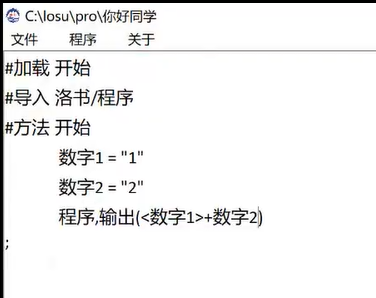 C:\losu\pro\你好同学
文件 程序 关于
#加载 开始
#导入 洛书/程序
#方法 开始
数字1 = "1"
数字2 = "2"
程序,输出(<数字1>+数字2)
;